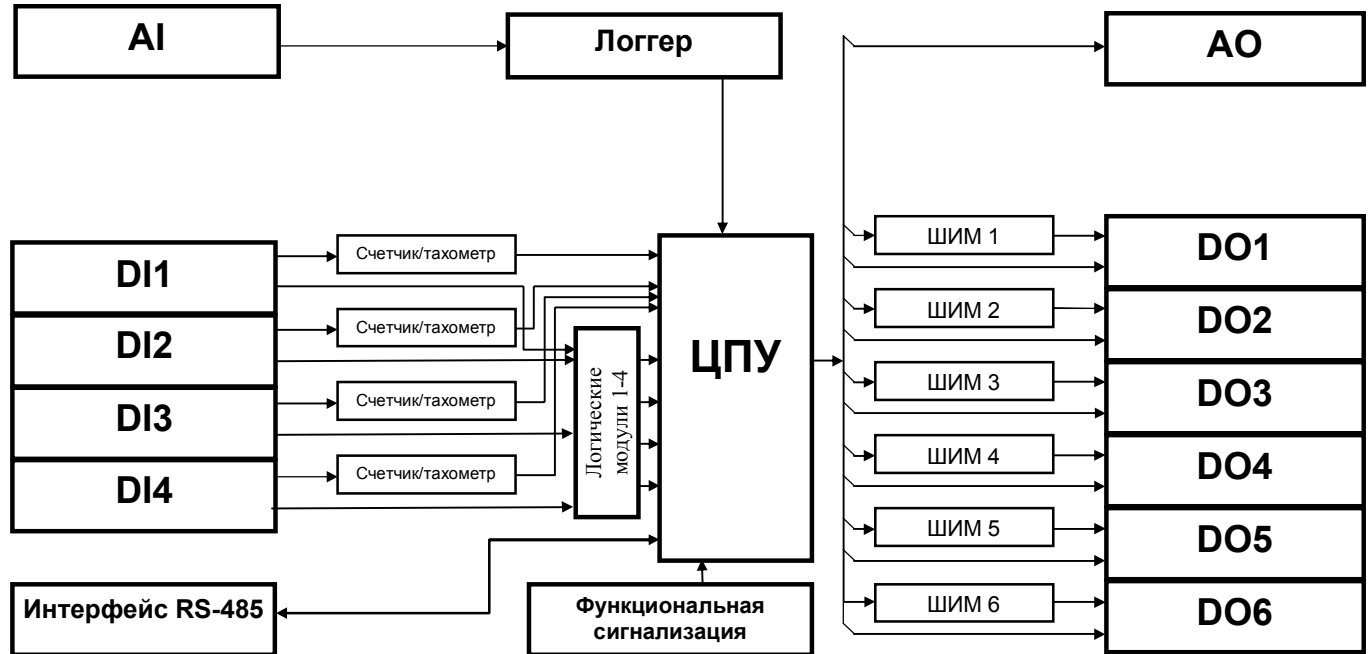 AI
Логгер
AO
DI1
DI2
DI3
DI4
Счетчик/тахометр
Счетчик/тахометр
Счетчик/тахометр
Счетчик/тахометр
Логические
модули 1-4
ЦПУ
ШИМ 1
ШИМ 2
ШИМ 3
ШИМ 4
ШИМ 5
ШИМ 6
DO1
DO2
DO3
DO4
DO5
DO6
Интерфейс RS-485
Функциональная
сигнализация